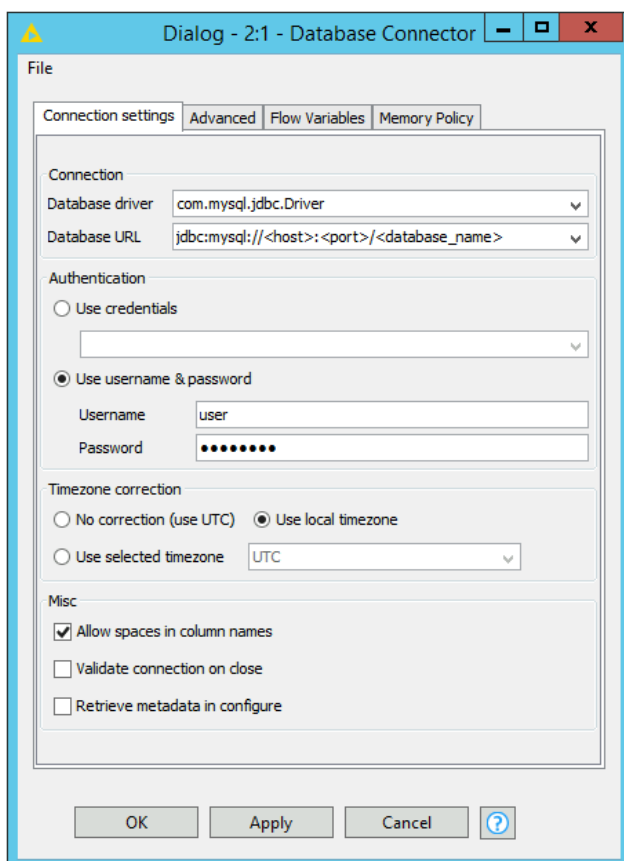 Dialog - 2:1 - Database Connector
File
Connection settings Advanced Flow Variables Memory Policy
Connection
Database driver com.mysql.jdbc.Driver
Database URL jdbc:mysql://<host>:<port>/<database_name>
Authentication
Use credentials
Use username & password
Username user
Password ●●●●●●●●
Timezone correction
No correction (use UTC) Use local timezone
Use selected timezone UTC
Misc
Allow spaces in column names
Validate connection on close
Retrieve metadata in configure
OK Apply Cancel ?